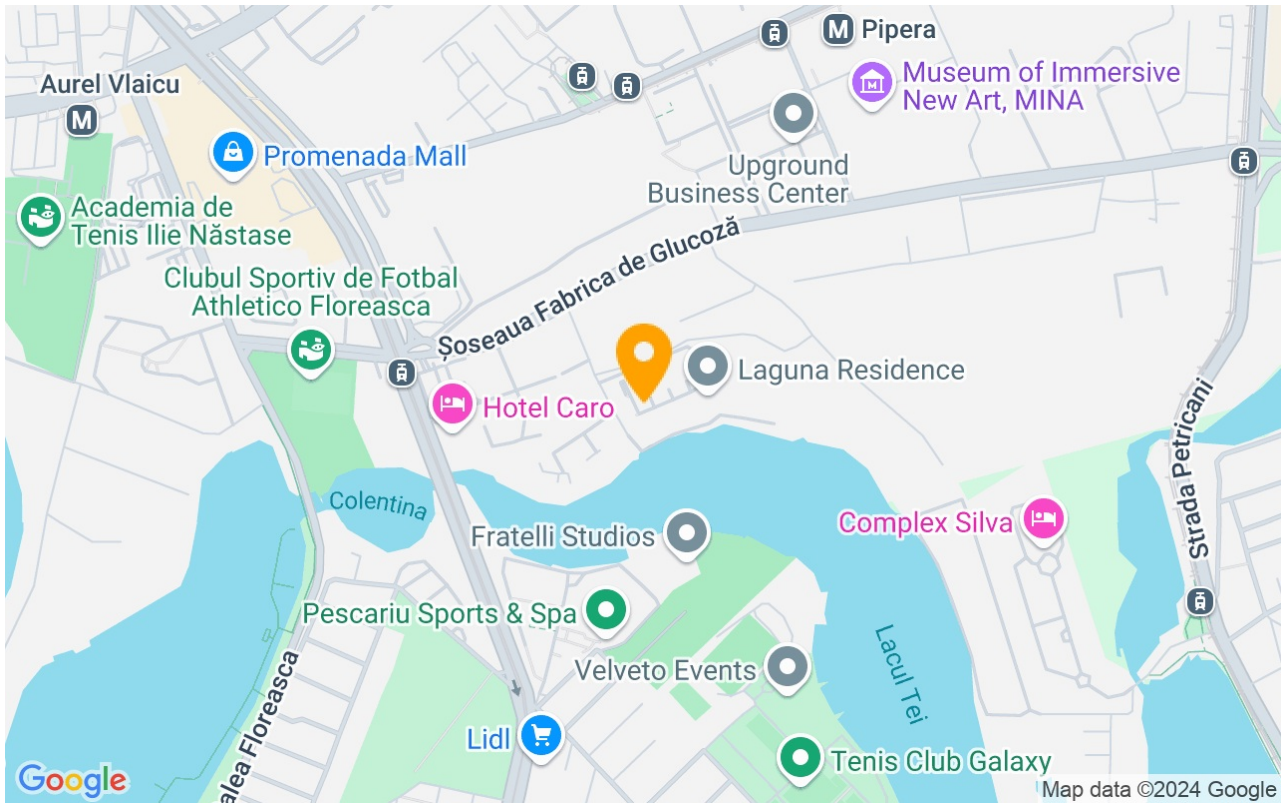 Pipera
Museum of Immersive
New Art, MINA
Aurel Vlaicu
Promenada Mall
Upground
Business Center
Academia de
Tenis Ilie Năstase
Șoseaua Fabrica de Glucoză
Clubul Sportiv de Fotbal
Athletico Floreasca
Laguna Residence
Hotel Caro
Strada Petricani
Colentina
Complex Silva
Fratelli Studios
Pescariu Sports & Spa
Velveto Events
Lacul Tei
alea Floreasca
Lidl
Tenis Club Galaxy
Google
Map data ©2024 Google